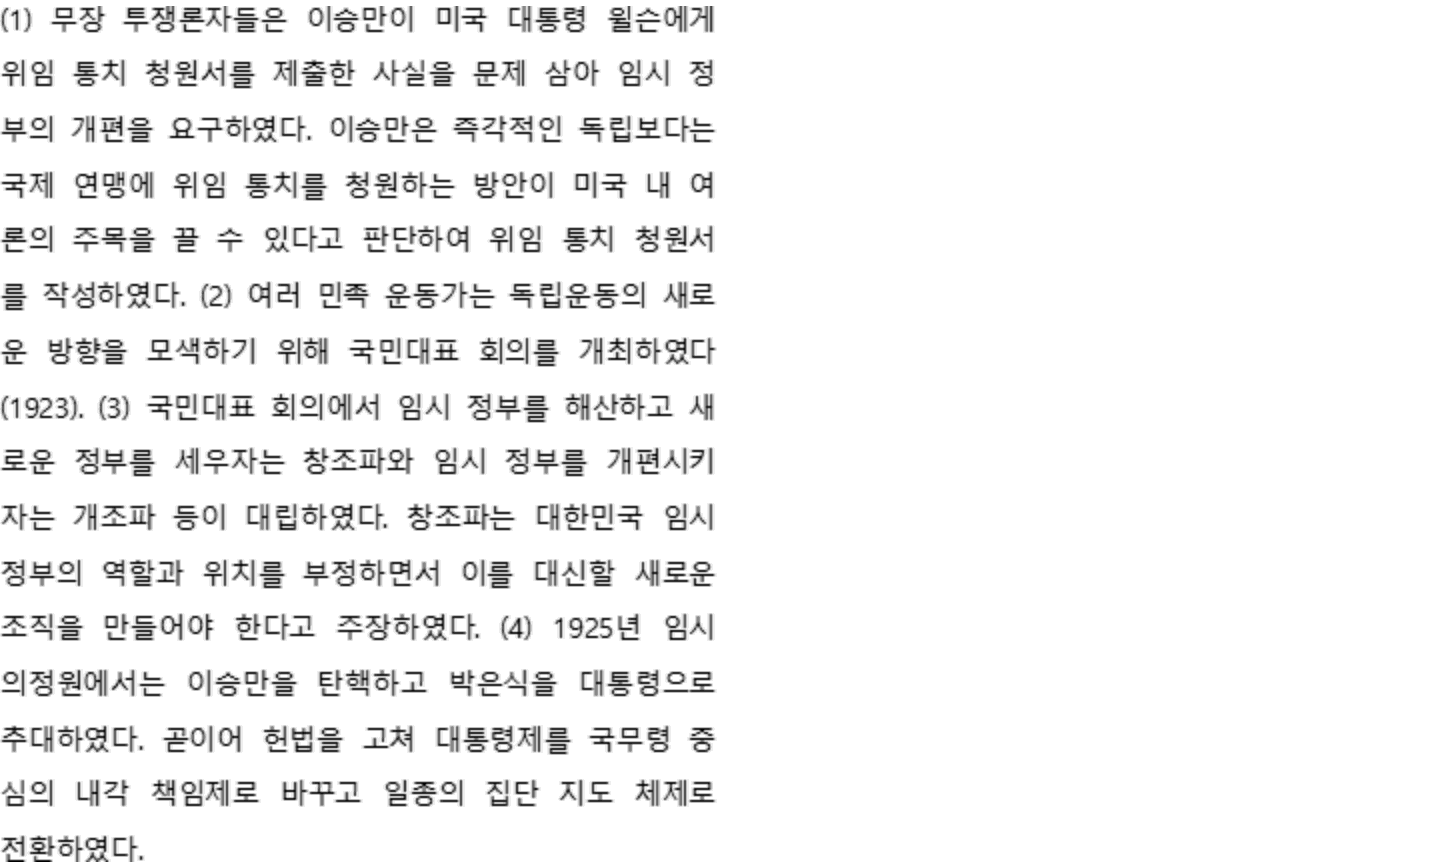 (1) 무장 투쟁론자들은 이승만이 미국 대통령 윌슨에게
위임 통치 청원서를 제출한 사실을 문제 삼아 임시 정
부의 개편을 요구하였다. 이승만은 즉각적인 독립보다는
국제 연맹에 위임 통치를 청원하는 방안이 미국 내 여
론의 주목을 끌 수 있다고 판단하여 위임 통치 청원서
를 작성하였다. (2) 여러 민족 운동가는 독립운동의 새로
운 방향을 모색하기 위해 국민대표 회의를 개최하였다
(1923). (3) 국민대표 회의에서 임시 정부를 해산하고 새
로운 정부를 세우자는 창조파와 임시 정부를 개편시키
자는 개조파 등이 대립하였다. 창조파는 대한민국 임시
정부의 역할과 위치를 부정하면서 이를 대신할 새로운
조직을 만들어야 한다고 주장하였다. (4) 1925년 임시
의정원에서는 이승만을 탄핵하고 박은식을 대통령으로
추대하였다. 곧이어 헌법을 고쳐 대통령제를 국무령 중
심의 내각 책임제로 바꾸고 일종의 집단 지도 체제로
전환하였다.